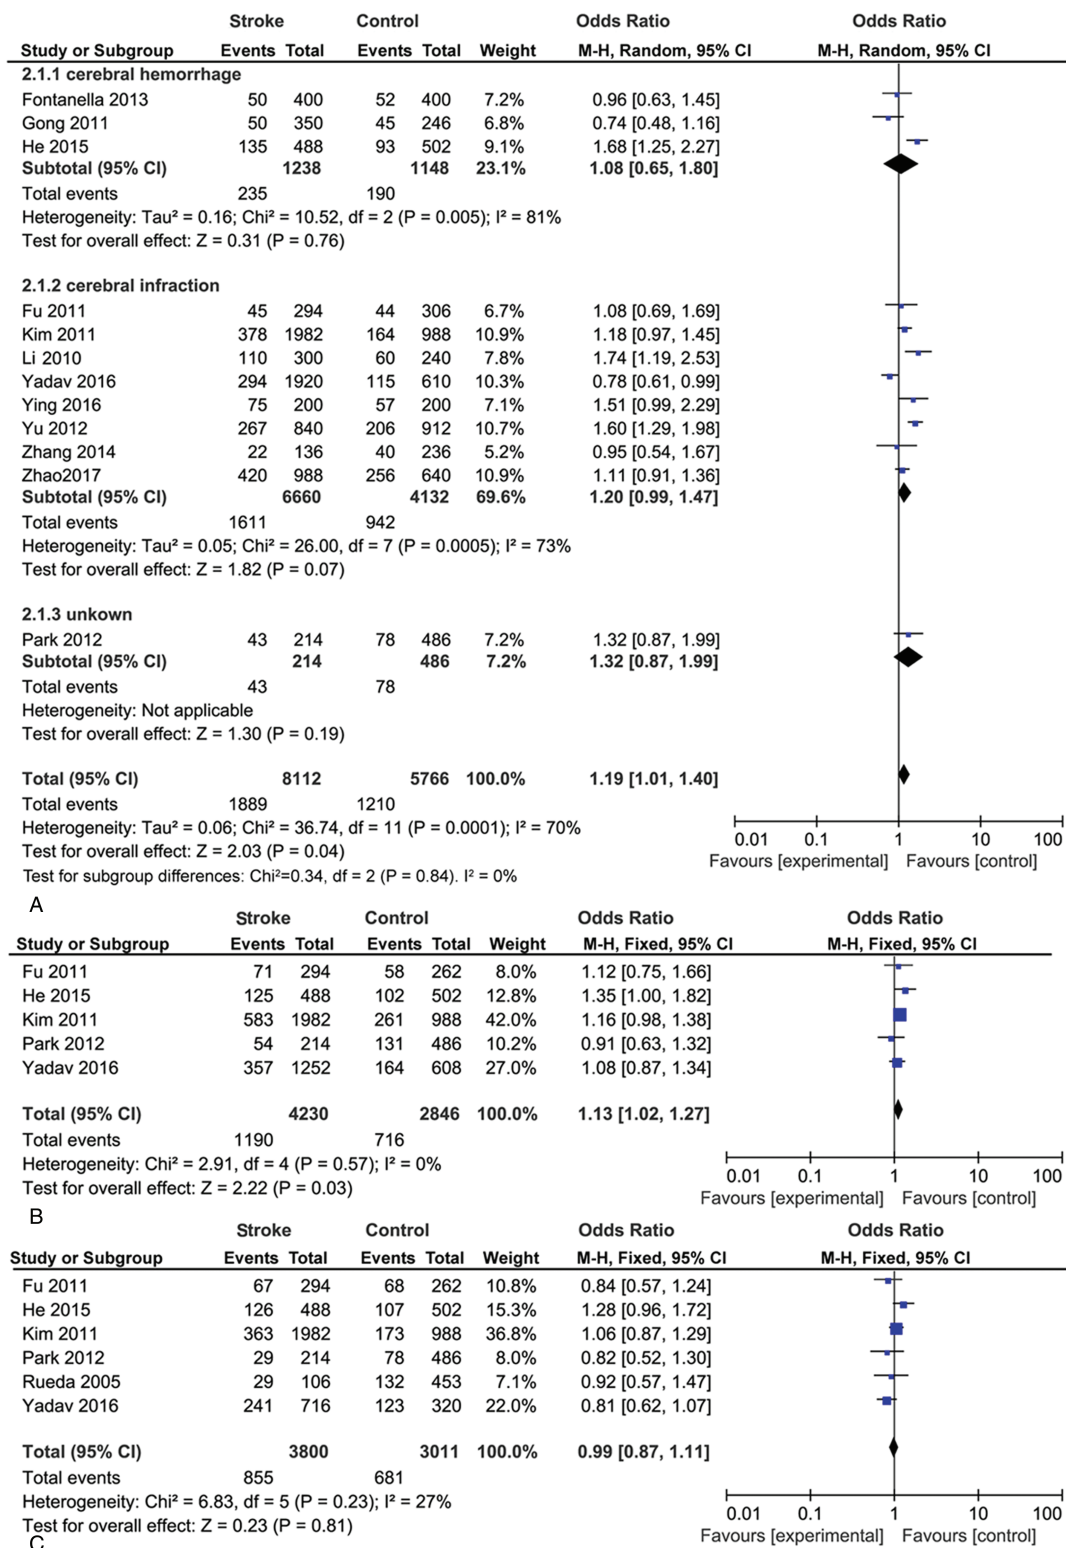 Stroke Control Odds Ratio Odds Ratio
Study or Subgroup Events Total Events Total Weight M-H, Random, 95% CI M-H, Random, 95% CI
2.1.1 cerebral hemorrhage
Fontanella 2013 50 400 52 400 7.2% 0.96 [0.63, 1.45]
Gong 2011 50 350 45 246 6.8% 0.74 [0.48, 1.16]
He 2015 135 488 93 502 9.1% 1.68 [1.25, 2.27]
Subtotal (95% CI) 1238 1148 23.1% 1.08 [0.65, 1.80]
Total events 235 190
Heterogeneity: Tau² = 0.16; Chi² = 10.52, df = 2 (P = 0.005); I² = 81%
Test for overall effect: Z = 0.31 (P = 0.76)
2.1.2 cerebral infraction
Fu 2011 45 294 44 306 6.7% 1.08 [0.69, 1.69]
Kim 2011 378 1982 164 988 10.9% 1.18 [0.97, 1.45]
Li 2010 110 300 60 240 7.8% 1.74 [1.19, 2.53]
Yadav 2016 294 1920 115 610 10.3% 0.78 [0.61, 0.99]
Ying 2016 75 200 57 200 7.1% 1.51 [0.99, 2.29]
Yu 2012 267 840 206 912 10.7% 1.60 [1.29, 1.98]
Zhang 2014 22 136 40 236 5.2% 0.95 [0.54, 1.67]
Zhao2017 420 988 256 640 10.9% 1.11 [0.91, 1.36]
Subtotal (95% CI) 6660 4132 69.6% 1.20 [0.99, 1.47]
Total events 1611 942
Heterogeneity: Tau² = 0.05; Chi² = 26.00, df = 7 (P = 0.0005); I² = 73%
Test for overall effect: Z = 1.82 (P = 0.07)
2.1.3 unkown
Park 2012 43 214 78 486 7.2% 1.32 [0.87, 1.99]
Subtotal (95% CI) 214 486 7.2% 1.32 [0.87, 1.99]
Total events 43 78
Heterogeneity: Not applicable
Test for overall effect: Z = 1.30 (P = 0.19)
Total (95% CI) 8112 5766 100.0% 1.19 [1.01, 1.40]
Total events 1889 1210
Heterogeneity: Tau² = 0.06; Chi² = 36.74, df = 11 (P = 0.0001); I² = 70%
Test for overall effect: Z = 2.03 (P = 0.04)
Test for subgroup differences: Chi²=0.34, df = 2 (P = 0.84). I² = 0%
0.01 0.1 1 10 100
Favours [experimental] Favours [control]
A
Stroke Control Odds Ratio Odds Ratio
Study or Subgroup Events Total Events Total Weight M-H, Fixed, 95% CI M-H, Fixed, 95% CI
Fu 2011 71 294 58 262 8.0% 1.12 [0.75, 1.66]
He 2015 125 488 102 502 12.8% 1.35 [1.00, 1.82]
Kim 2011 583 1982 261 988 42.0% 1.16 [0.98, 1.38]
Park 2012 54 214 131 486 10.2% 0.91 [0.63, 1.32]
Yadav 2016 357 1252 164 608 27.0% 1.08 [0.87, 1.34]
Total (95% CI) 4230 2846 100.0% 1.13 [1.02, 1.27]
Total events 1190 716
Heterogeneity: Chi² = 2.91, df = 4 (P = 0.57); I² = 0%
Test for overall effect: Z = 2.22 (P = 0.03)
0.01 0.1 1 10 100
Favours [experimental] Favours [control]
B
Stroke Control Odds Ratio Odds Ratio
Study or Subgroup Events Total Events Total Weight M-H, Fixed, 95% CI M-H, Fixed, 95% CI
Fu 2011 67 294 68 262 10.8% 0.84 [0.57, 1.24]
He 2015 126 488 107 502 15.3% 1.28 [0.96, 1.72]
Kim 2011 363 1982 173 988 36.8% 1.06 [0.87, 1.29]
Park 2012 29 214 78 486 8.0% 0.82 [0.52, 1.30]
Rueda 2005 29 106 132 453 7.1% 0.92 [0.57, 1.47]
Yadav 2016 241 716 123 320 22.0% 0.81 [0.62, 1.07]
Total (95% CI) 3800 3011 100.0% 0.99 [0.87, 1.11]
Total events 855 681
Heterogeneity: Chi² = 6.83, df = 5 (P = 0.23); I² = 27%
Test for overall effect: Z = 0.23 (P = 0.81)
0.01 0.1 1 10 100
Favours [experimental] Favours [control]
C